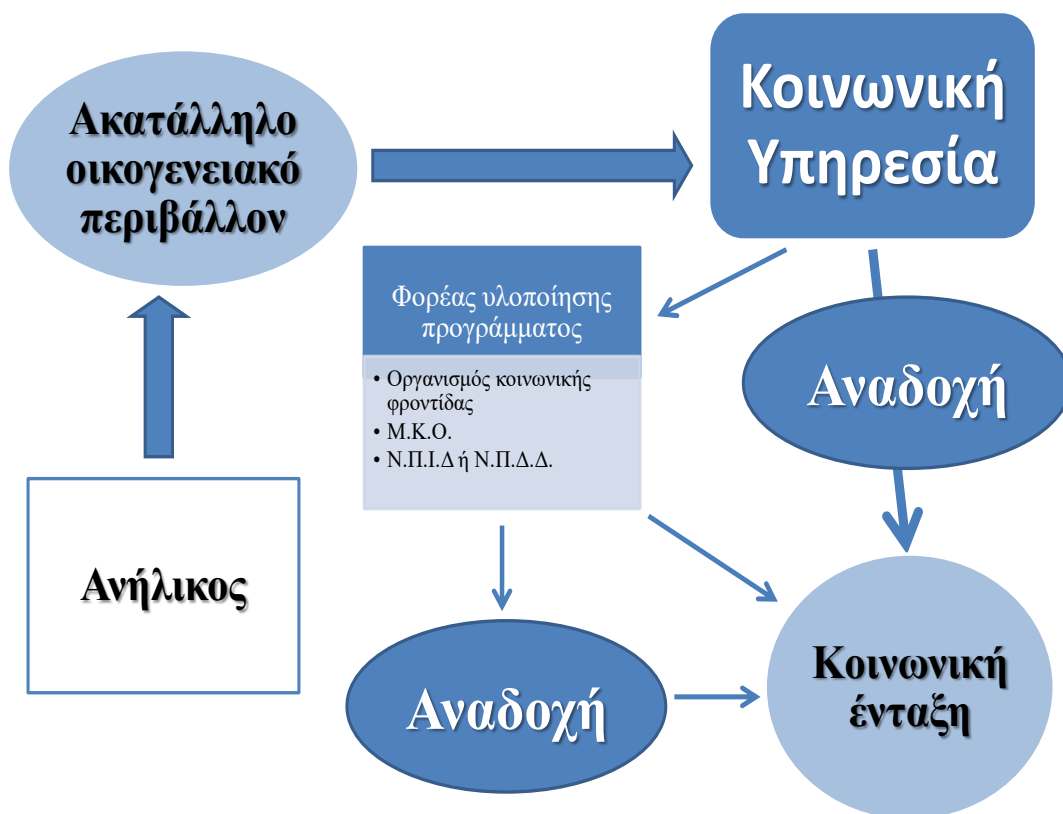 Ακατάλληλο
οικογενειακό
περιβάλλον
Κοινωνική
Υπηρεσία
Φορέας υλοποίησης
προγράμματος
• Οργανισμός κοινωνικής
φροντίδας
• Μ.Κ.Ο.
• Ν.Π.Ι.Δ ή Ν.Π.Δ.Δ.
Αναδοχή
Ανήλικος
Αναδοχή
Κοινωνική
ένταξη